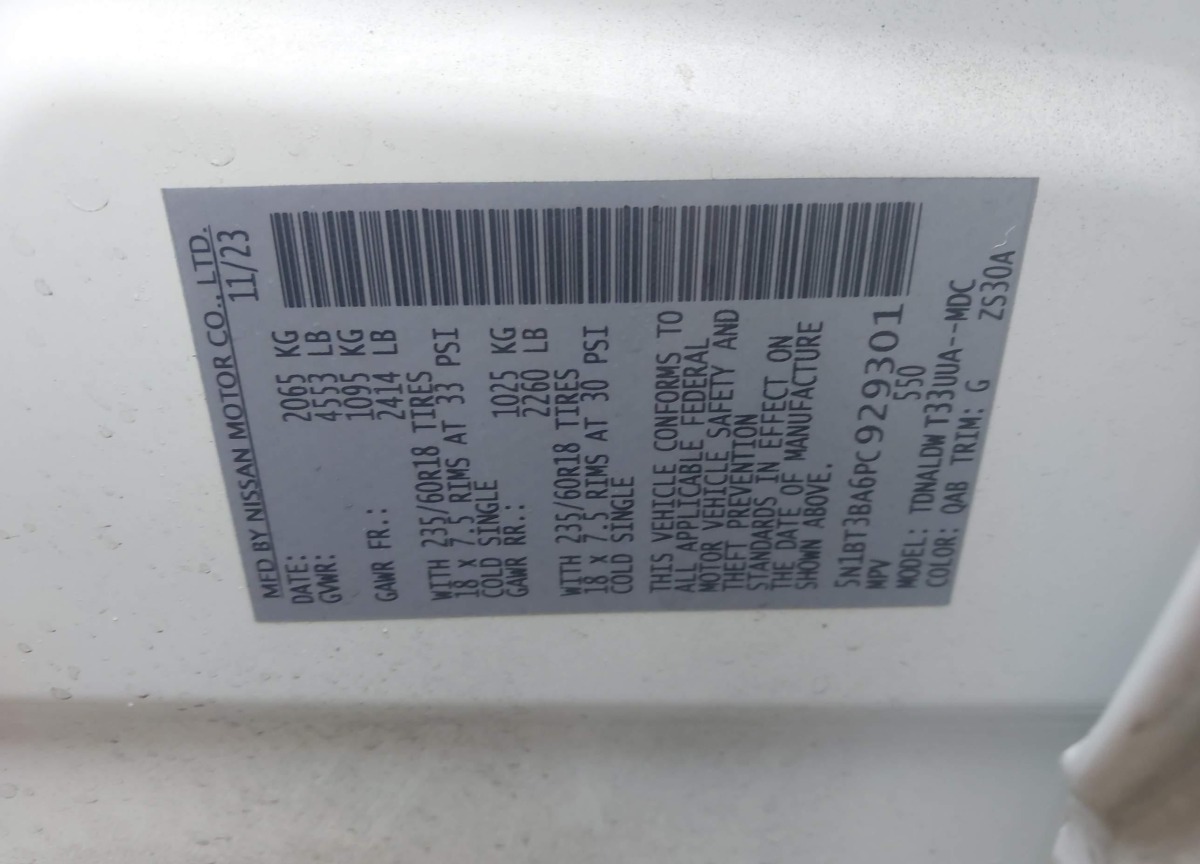 MFD BY NISSAN MOTOR CO., LTD.
DATE: 11/23
GVWR: 2065 KG
4553 LB
GAWR FR.: 1095 KG
2414 LB
WITH 235/60R18 TIRES
18 X 7.5 RIMS AT 33 PSI
COLD SINGLE
GAWR RR.: 1025 KG
2260 LB
WITH 235/60R18 TIRES
18 X 7.5 RIMS AT 30 PSI
COLD SINGLE
THIS VEHICLE CONFORMS TO
ALL APPLICABLE FEDERAL
MOTOR VEHICLE SAFETY AND
THEFT PREVENTION
STANDARDS IN EFFECT ON
THE DATE OF MANUFACTURE
SHOWN ABOVE.
5N1BT3BA6PC929301
MPV 550
MODEL: TDNALDW T33UUA--MDC
COLOR: QAB TRIM: G ZS30A